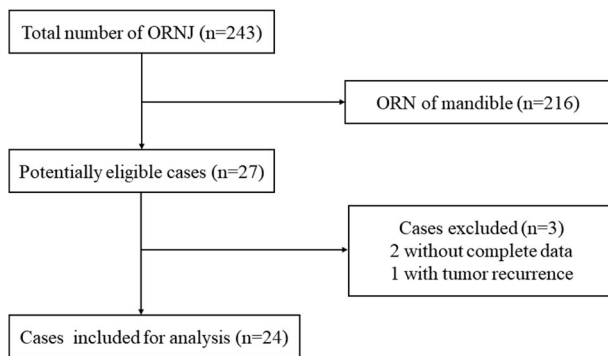 Total number of ORNJ (n=243)
ORN of mandible (n=216)
Potentially eligible cases (n=27)
Cases excluded (n=3)
2 without complete data
1 with tumor recurrence
Cases included for analysis (n=24)